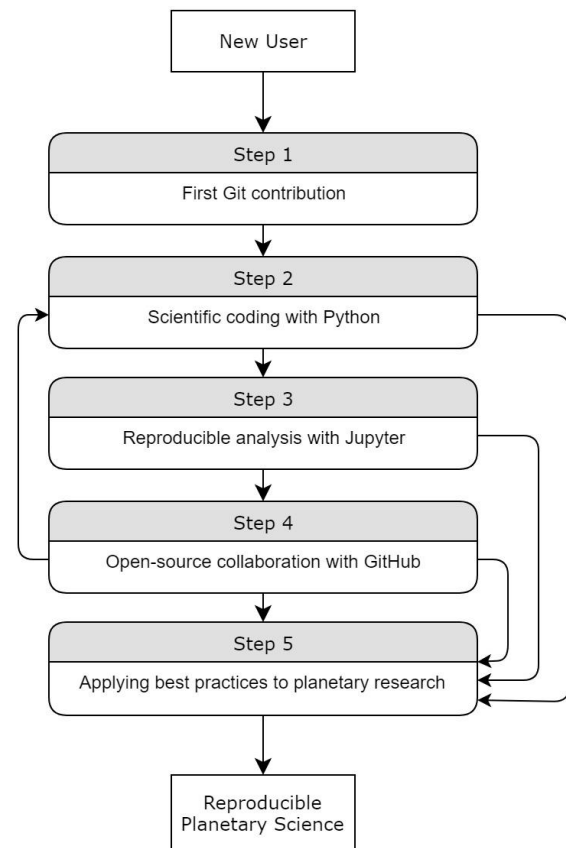 New User
Step 1
First Git contribution
Step 2
Scientific coding with Python
Step 3
Reproducible analysis with Jupyter
Step 4
Open-source collaboration with GitHub
Step 5
Applying best practices to planetary research
Reproducible
Planetary Science